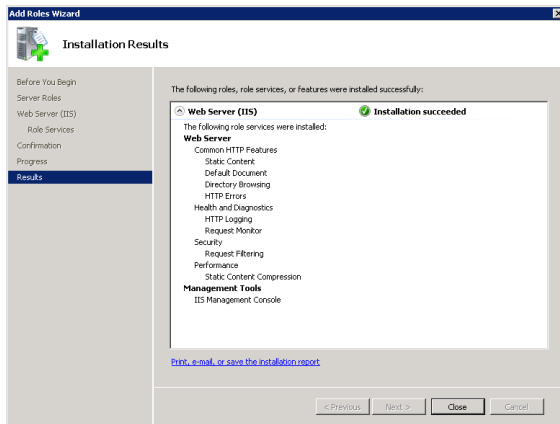 Add Roles Wizard
Installation Results
Before You Begin
Server Roles
Web Server (IIS)
Role Services
Confirmation
Progress
Results
The following roles, role services, or features were installed successfully:
Web Server (IIS) Installation succeeded
The following role services were installed:
Web Server
Common HTTP Features
Static Content
Default Document
Directory Browsing
HTTP Errors
Health and Diagnostics
HTTP Logging
Request Monitor
Security
Request Filtering
Performance
Static Content Compression
Management Tools
IIS Management Console
Print, e-mail, or save the installation report
< Previous Next > Close Cancel